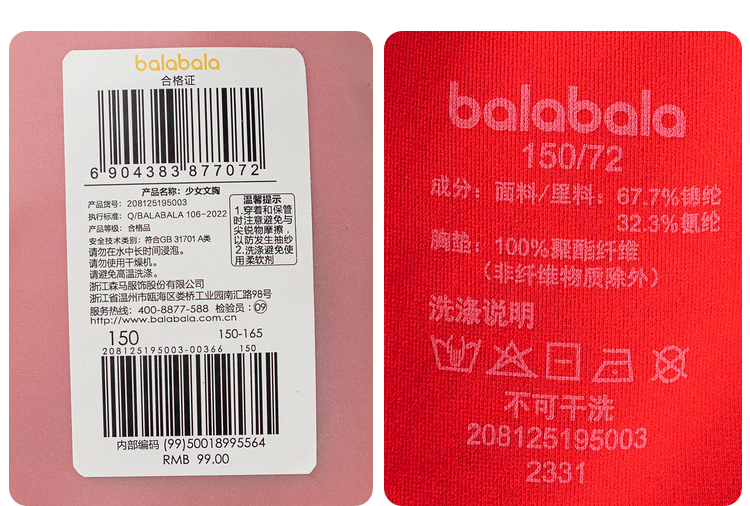 balabala
合格证
6 904383 877072
产品名称: 少女文胸
产品货号: 208125195003
执行标准: Q/BALABALA 106-2022
产品等级: 合格品
安全技术类别: 符合GB 31701 A类
请勿在水中长时间浸泡。
请勿使用干燥机。
请避免高温洗涤。
温馨提示
1.穿着和保管
时注意避免与
尖锐物摩擦,
以防发生抽纱
2.洗涤避免使
用柔软剂
浙江森马服饰股份有限公司
浙江省温州市瓯海区娄桥工业园南汇路98号
服务热线: 400-8877-588 检验员: 09
http://www.balabala.com.cn
150 150-165
208125195003-00366 150
内部编码 (99)50018995564
RMB 99.00
balabala
150/72
成分: 面料/里料: 67.7%锦纶
32.3%氨纶
胸垫: 100%聚酯纤维
(非纤维物质除外)
洗涤说明
不可干洗
208125195003
2331